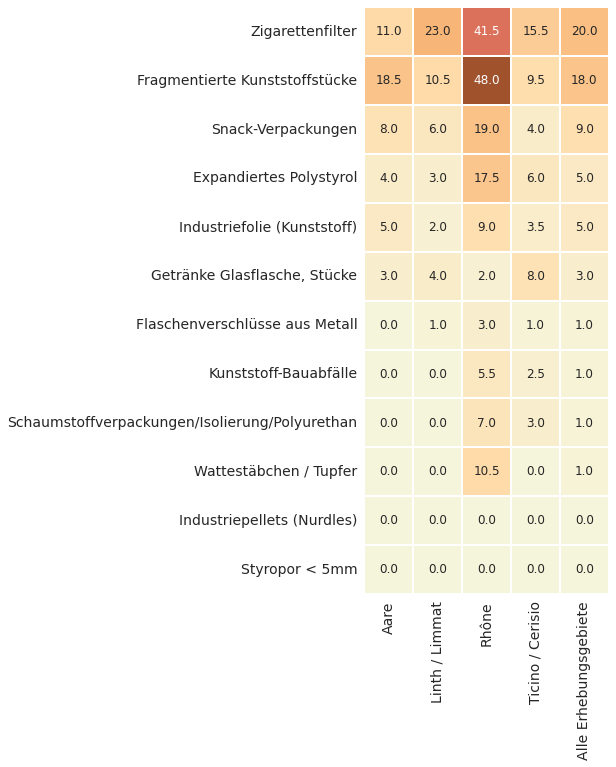 Zigarettenfilter 11.0 23.0 41.5 15.5 20.0
Fragmentierte Kunststoffstücke 18.5 10.5 48.0 9.5 18.0
Snack-Verpackungen 8.0 6.0 19.0 4.0 9.0
Expandiertes Polystyrol 4.0 3.0 17.5 6.0 5.0
Industriefolie (Kunststoff) 5.0 2.0 9.0 3.5 5.0
Getränke Glasflasche, Stücke 3.0 4.0 2.0 8.0 3.0
Flaschenverschlüsse aus Metall 0.0 1.0 3.0 1.0 1.0
Kunststoff-Bauabfälle 0.0 0.0 5.5 2.5 1.0
Schaumstoffverpackungen/Isolierung/Polyurethan 0.0 0.0 7.0 3.0 1.0
Wattestäbchen / Tupfer 0.0 0.0 10.5 0.0 1.0
Industriepellets (Nurdles) 0.0 0.0 0.0 0.0 0.0
Styropor < 5mm 0.0 0.0 0.0 0.0 0.0
Aare
Linth / Limmat
Rhône
Ticino / Cerisio
Alle Erhebungsgebiete